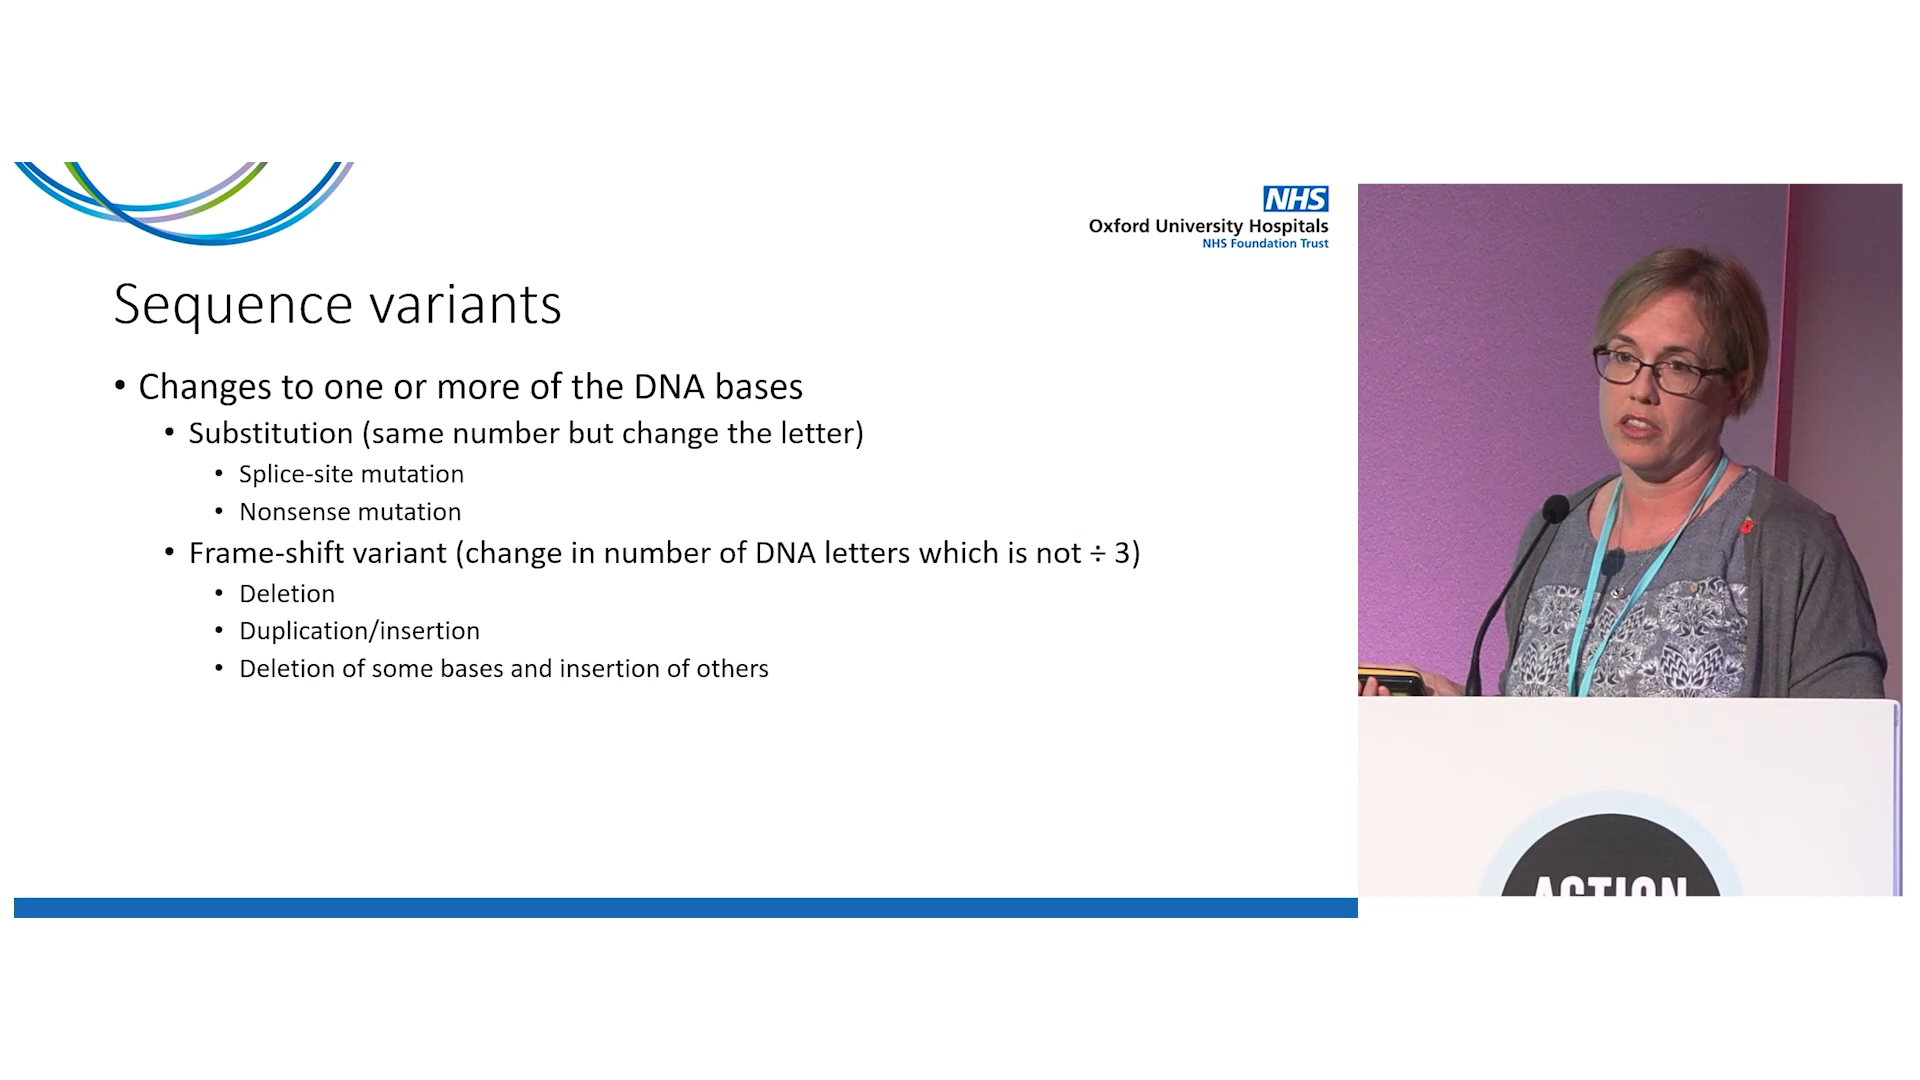 NHS
Oxford University Hospitals
NHS Foundation Trust
Sequence variants
• Changes to one or more of the DNA bases
• Substitution (same number but change the letter)
• Splice-site mutation
• Nonsense mutation
• Frame-shift variant (change in number of DNA letters which is not ÷ 3)
• Deletion
• Duplication/insertion
• Deletion of some bases and insertion of others
ACTION